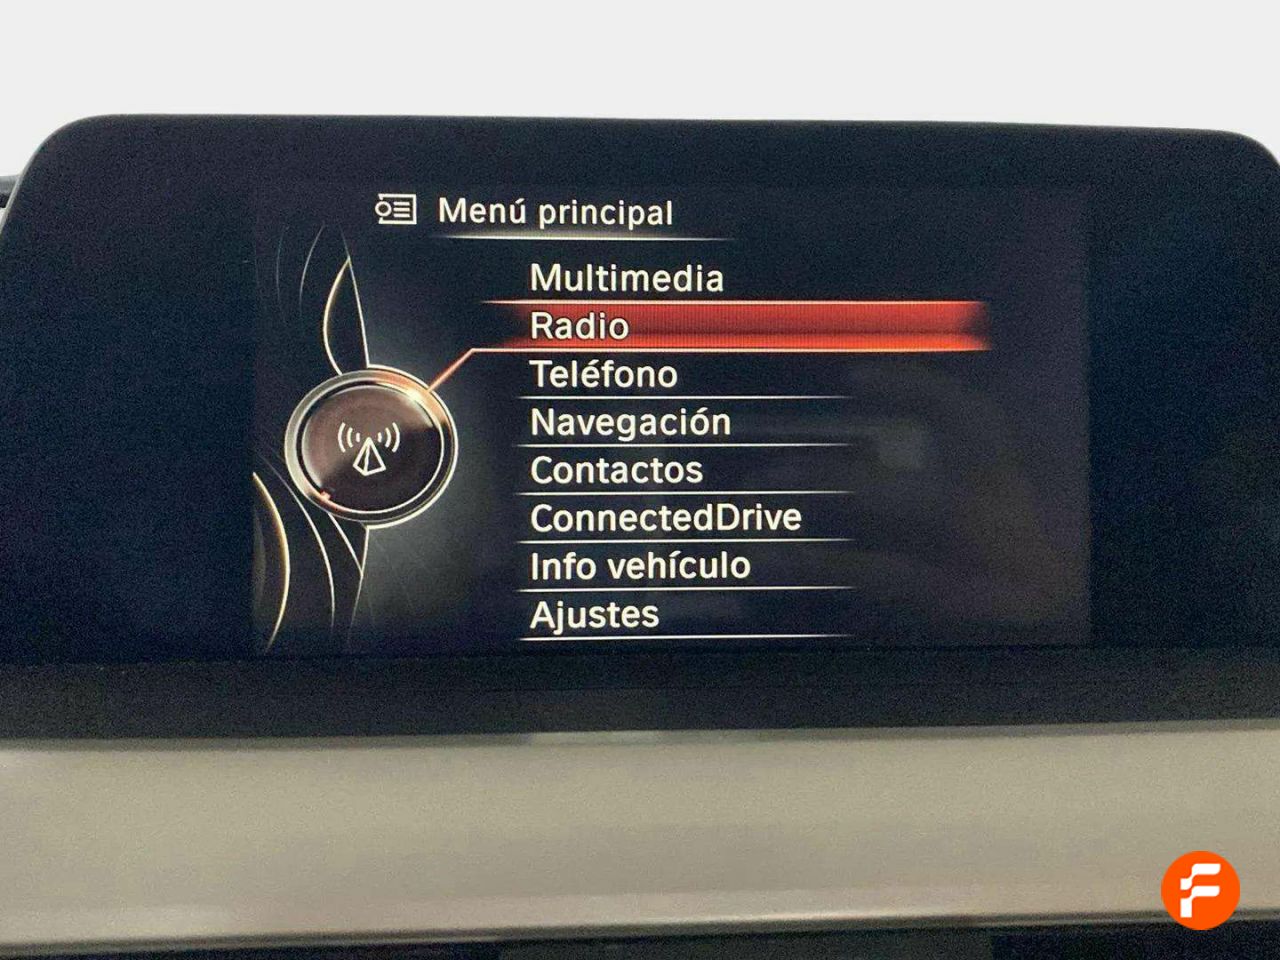 Menú principal
Multimedia
Radio
Teléfono
Navegación
Contactos
ConnectedDrive
Info vehículo
Ajustes
F